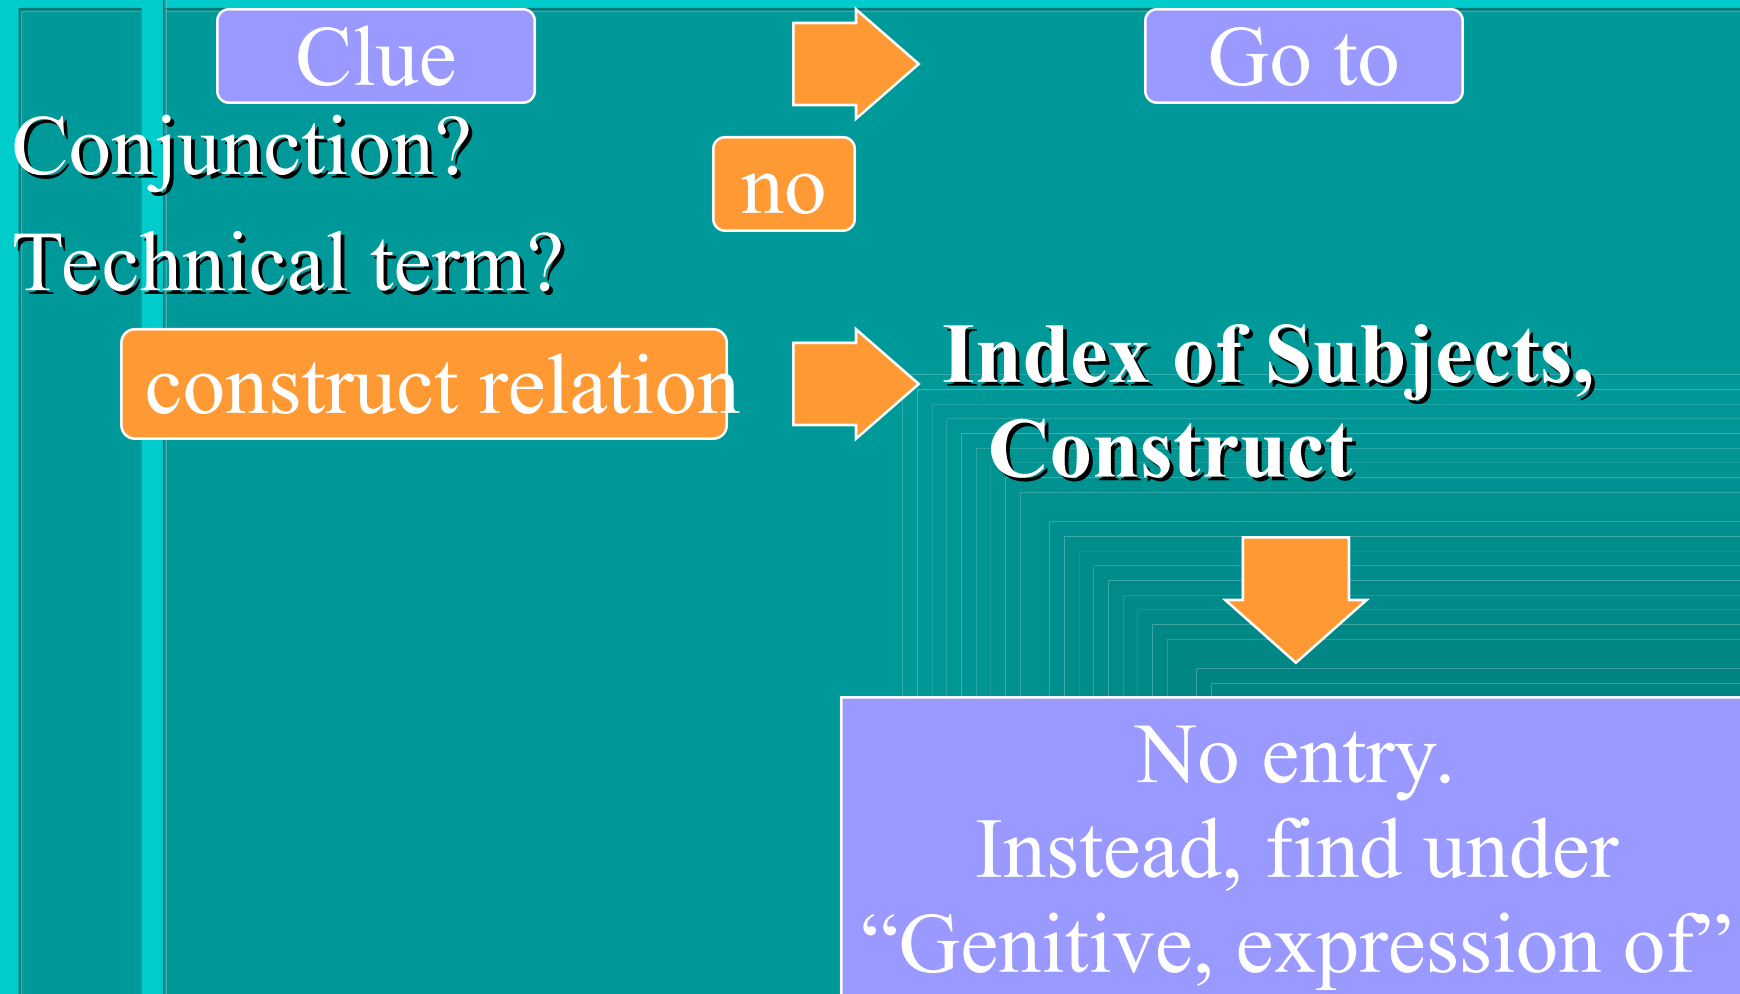 Clue
Go to
Conjunction?
no
Technical term?
construct relation
Index of Subjects,
Construct
No entry.
Instead, find under
“Genitive, expression of”